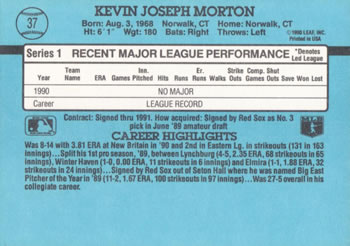 37
KEVIN JOSEPH MORTON
Born: Aug. 3, 1968 Norwalk, CT Home: Norwalk, CT
Ht: 6' 1" Wgt: 180 Bats: Right Throws: Left
© 1990 LEAF, INC.
Printed in USA
Series 1 RECENT MAJOR LEAGUE PERFORMANCE *Denotes Led League
Year Team Name ERA Innings Pitched Games Hits Er. Runs Walks Strike Outs Comp. Games Shut Outs Save Won Lost
1990 NO MAJOR
Career LEAGUE RECORD
Contract: Signed thru 1991. How acquired: Signed by Red Sox as No. 3
pick in June '89 amateur draft
CAREER HIGHLIGHTS
Was 8-14 with 3.81 ERA at New Britain in '90 and 2nd in Eastern Lg. in strikeouts (131 in 163
innings)...Split his 1st pro season, '89, between Lynchburg (4-5, 2.35 ERA, 68 strikeouts in 65
innings), Winter Haven (1-0, 0.00 ERA, 11 strikeouts in 6 innings) and Elmira (1-1, 1.88 ERA, 32
strikeouts in 24 innings)...Signed by Red Sox out of Seton Hall where he was named Big East
Pitcher of the Year in '89 (11-2, 1.67 ERA, 100 strikeouts in 97 innings)...Was 27-5 overall in his
collegiate career.